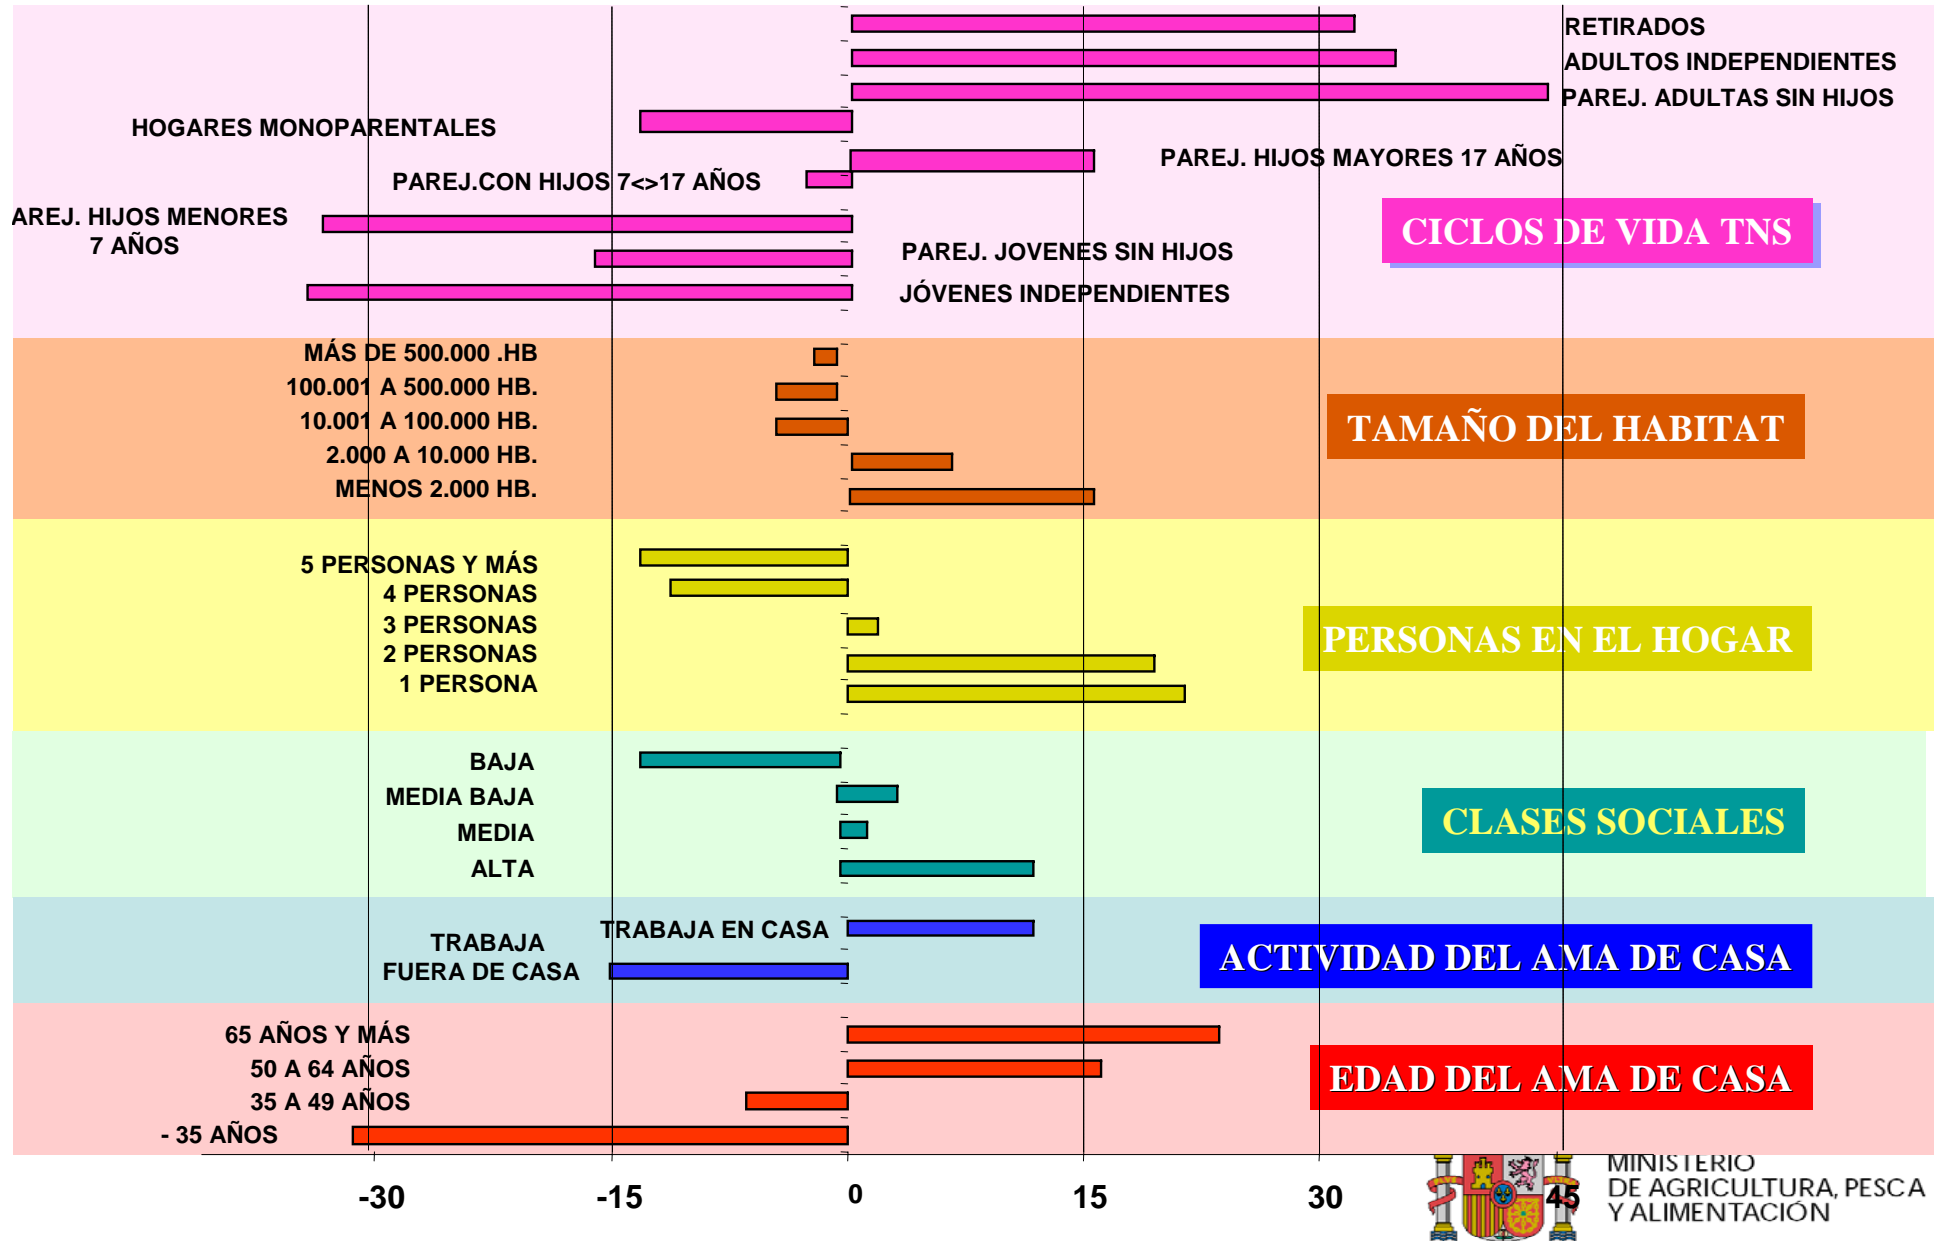 RETIRADOS
ADULTOS INDEPENDIENTES
PAREJ. ADULTAS SIN HIJOS
HOGARES MONOPARENTALES
PAREJ. HIJOS MAYORES 17 AÑOS
PAREJ.CON HIJOS 7<>17 AÑOS
AREJ. HIJOS MENORES
7 AÑOS
CICLOS DE VIDA TNS
PAREJ. JOVENES SIN HIJOS
JÓVENES INDEPENDIENTES
MÁS DE 500.000 .HB
100.001 A 500.000 HB.
10.001 A 100.000 HB.
2.000 A 10.000 HB.
MENOS 2.000 HB.
TAMAÑO DEL HABITAT
5 PERSONAS Y MÁS
4 PERSONAS
3 PERSONAS
2 PERSONAS
1 PERSONA
PERSONAS EN EL HOGAR
BAJA
MEDIA BAJA
MEDIA
ALTA
CLASES SOCIALES
TRABAJA EN CASA
TRABAJA
FUERA DE CASA
ACTIVIDAD DEL AMA DE CASA
65 AÑOS Y MÁS
50 A 64 AÑOS
35 A 49 AÑOS
- 35 AÑOS
EDAD DEL AMA DE CASA
-30 -15 0 15 30 45
MINISTERIO
DE AGRICULTURA, PESCA
Y ALIMENTACIÓN